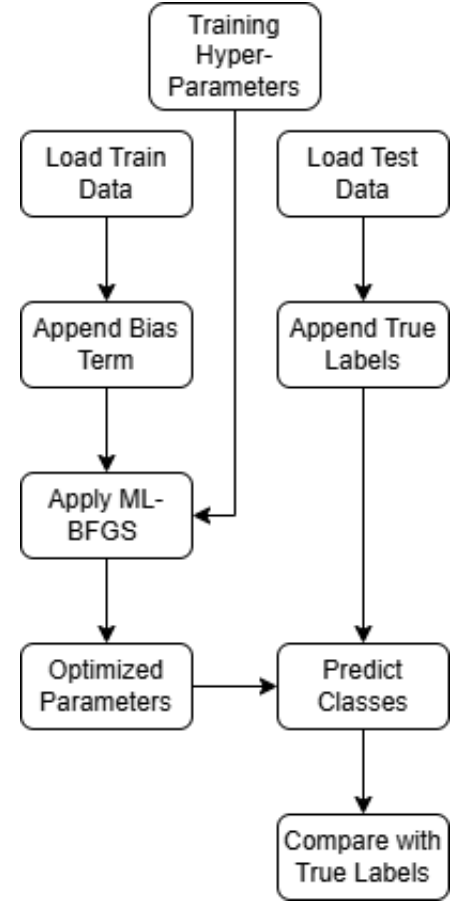 Training
Hyper-
Parameters
Load Train
Data
Load Test
Data
Append Bias
Term
Append True
Labels
Apply ML-
BFGS
Optimized
Parameters
Predict
Classes
Compare with
True Labels